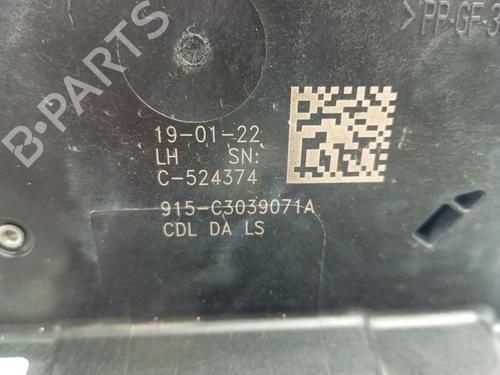 >PP-GF-3
19-01-22
LH SN:
C-524374
915-C3039071A
CDL DA LS
B-PARTS